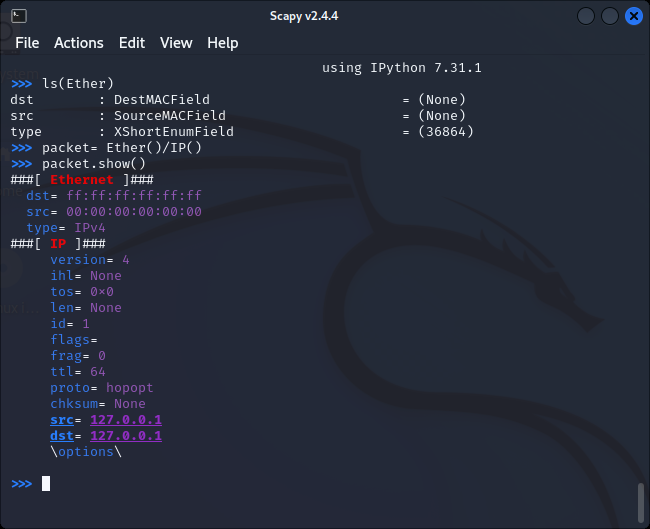 Scapy v2.4.4
File Actions Edit View Help
using IPython 7.31.1
>>> ls(Ether)
dst        : DestMACField                        = (None)
src        : SourceMACField                      = (None)
type       : XShortEnumField                     = (36864)
>>> packet= Ether()/IP()
>>> packet.show()
###[ Ethernet ]###
  dst= ff:ff:ff:ff:ff:ff
  src= 00:00:00:00:00:00
  type= IPv4
###[ IP ]###
     version= 4
     ihl= None
     tos= 0×0
     len= None
     id= 1
     flags=
     frag= 0
     ttl= 64
     proto= hopopt
     chksum= None
     src= 127.0.0.1
     dst= 127.0.0.1
     \options\
>>>